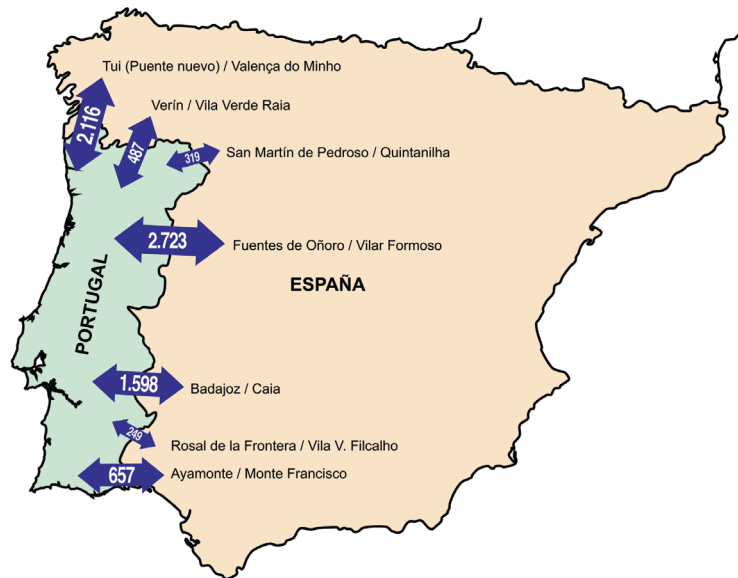 Tui (Puente nuevo) / Valença do Minho
2.116
Verín / Vila Verde Raia
487
319
San Martín de Pedroso / Quintanilha
2.723
Fuentes de Oñoro / Vilar Formoso
PORTUGAL
ESPAÑA
1.598
Badajoz / Caia
249
Rosal de la Frontera / Vila V. Filcalho
657
Ayamonte / Monte Francisco